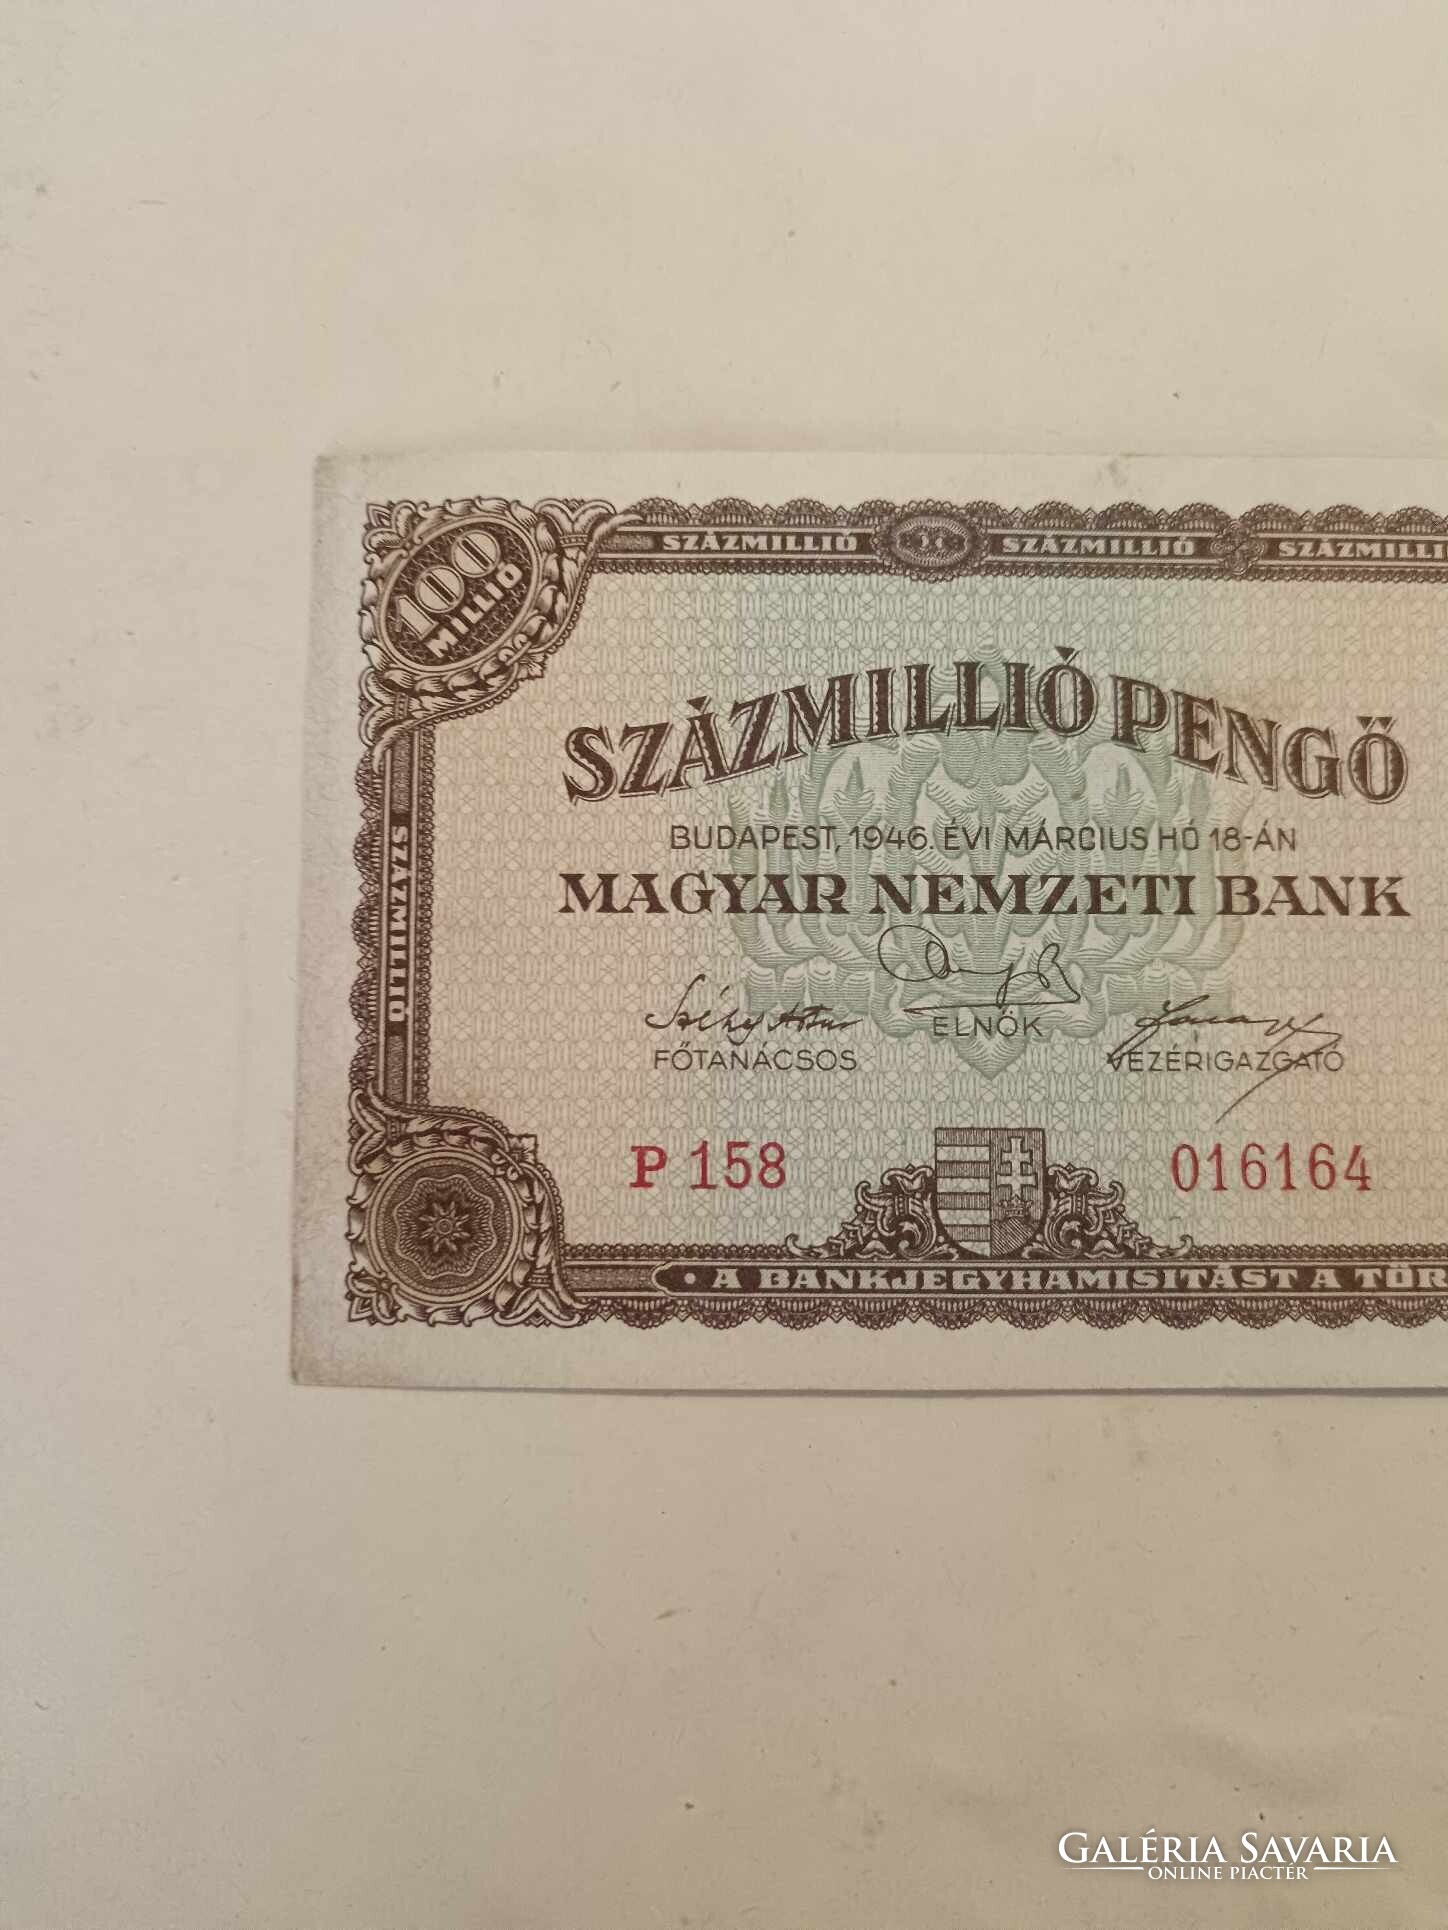 100
MILLIÓ
SZÁZMILLIÓ SZÁZMILLIÓ SZÁZMILLI
SZÁZMILLIÓ
SZÁZMILLIÓ PENGŐ
BUDAPEST, 1946. ÉVI MÁRCIUS HÓ 18-ÁN
MAGYAR NEMZETI BANK
FŐTANÁCSOS ELNÖK VEZÉRIGAZGATÓ
P 158 016164
• A BANKJEGYHAMISITÁST A TÖR
GALÉRIA SAVARIA
ONLINE PIACTÉR